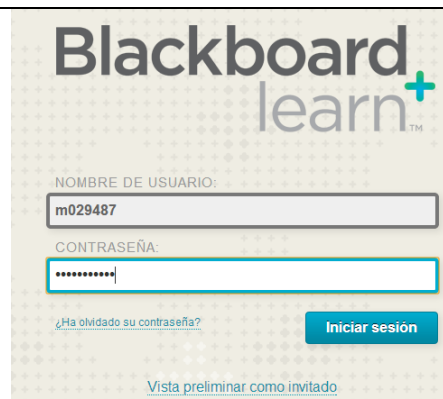 Blackboard
learn+™
NOMBRE DE USUARIO:
m029487
CONTRASEÑA:
•••••••••••
¿Ha olvidado su contraseña?
Iniciar sesión
Vista preliminar como invitado